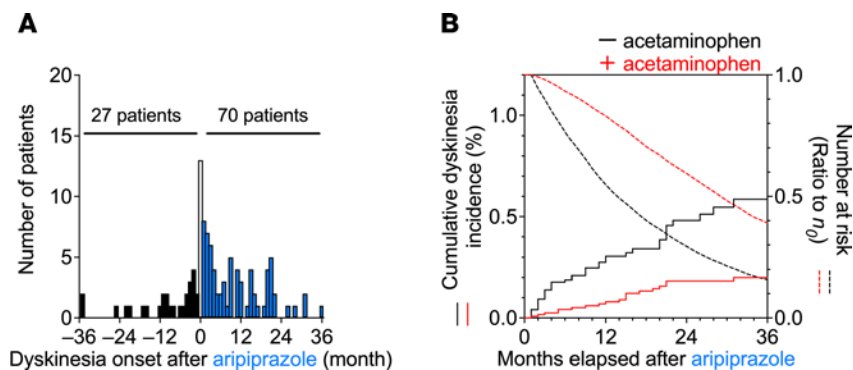 A
Number of patients
20
15
10
5
0
27 patients
70 patients
−36
−24
−12
0
12
24
36
Dyskinesia onset after aripiprazole (month)
B
— acetaminophen
+ acetaminophen
Cumulative dyskinesia
incidence (%)
1.0
0.5
0.0
Number at risk
(Ratio to n0)
1.0
0.5
0.0
0
12
24
36
Months elapsed after aripiprazole